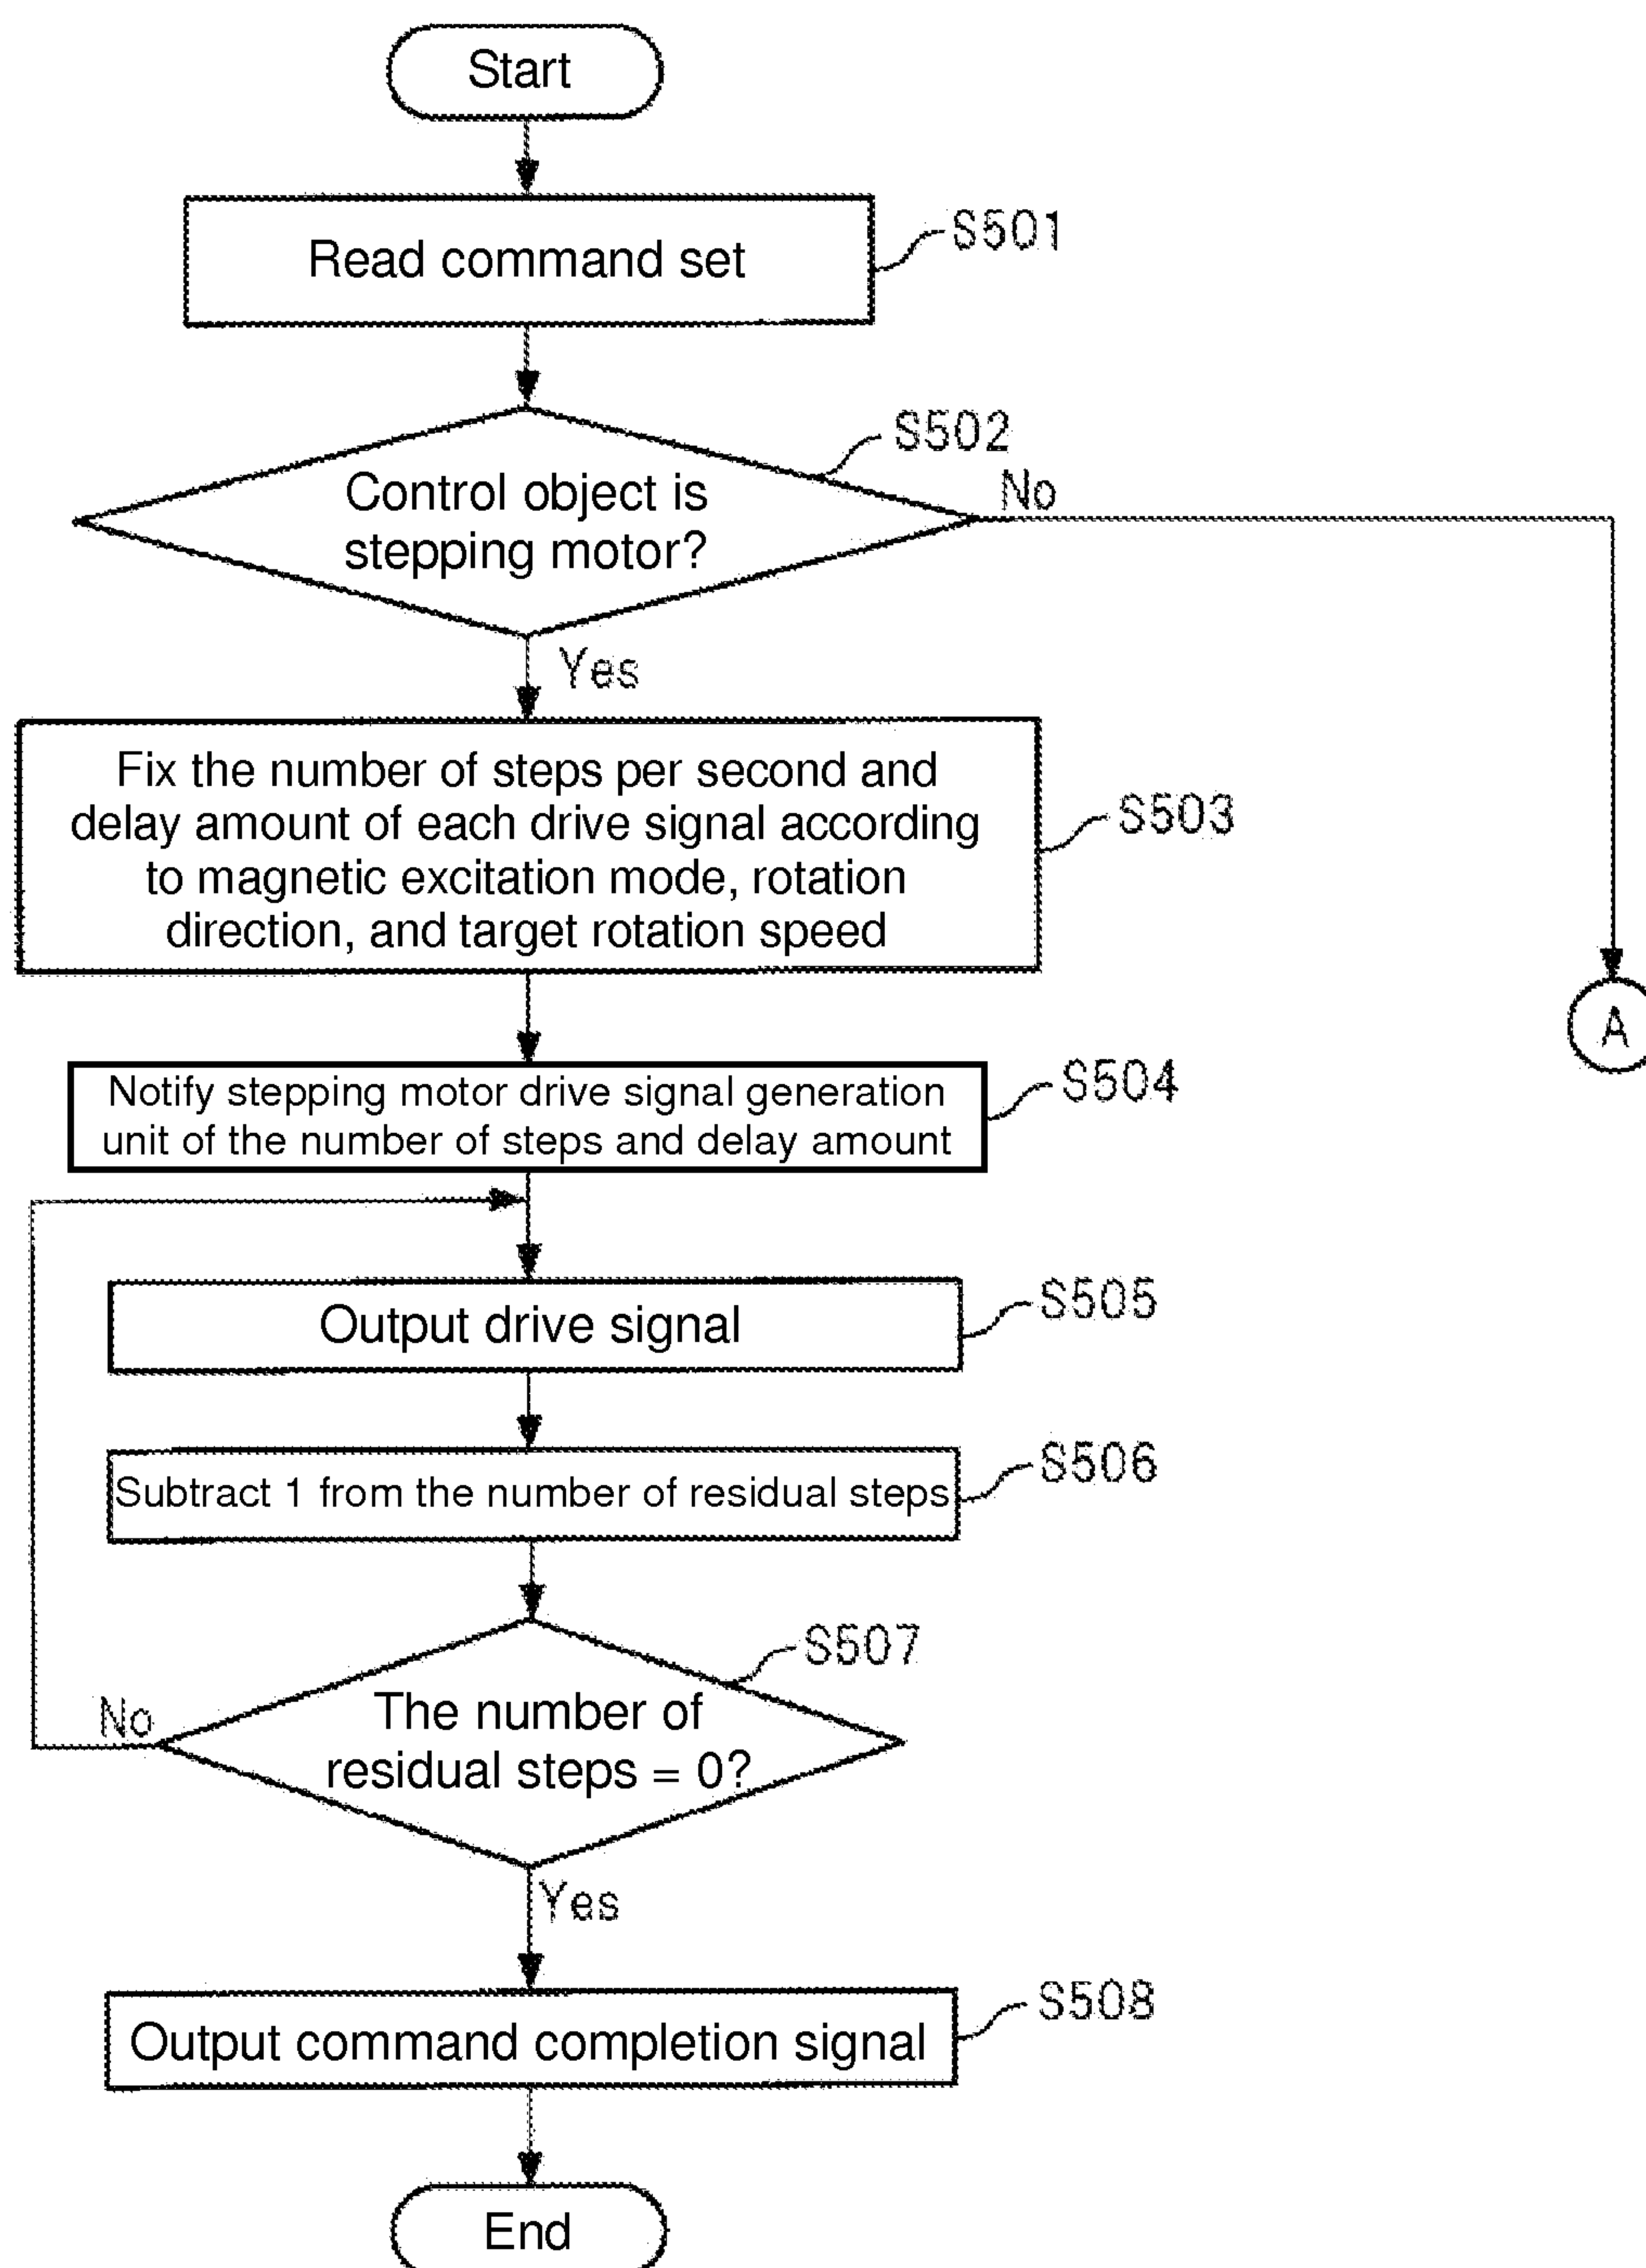 Start
Read command set
S501
S502
Control object is
stepping motor?
No
Yes
Fix the number of steps per second and
delay amount of each drive signal according
to magnetic excitation mode, rotation
direction, and target rotation speed
S503
A
Notify stepping motor drive signal generation
unit of the number of steps and delay amount
S504
Output drive signal
S505
Subtract 1 from the number of residual steps
S506
S507
The number of
residual steps = 0?
No
Yes
Output command completion signal
S508
End